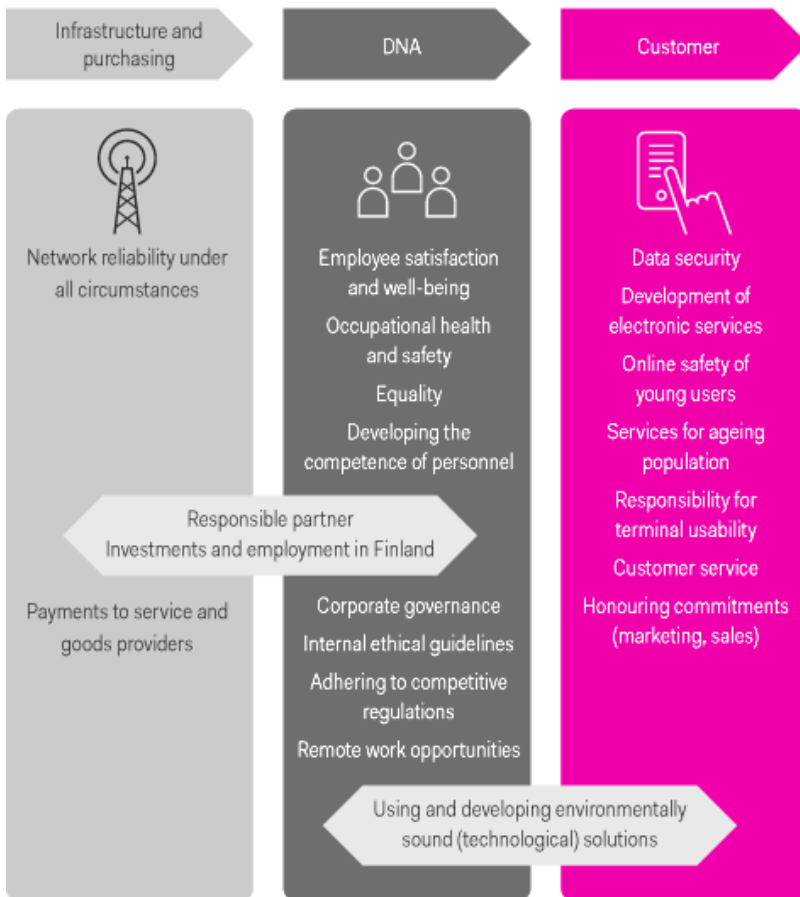 Infrastructure and
purchasing
DNA
Customer
Network reliability under
all circumstances
Payments to service and
goods providers
Employee satisfaction
and well-being
Occupational health
and safety
Equality
Developing the
competence of personnel
Responsible partner
Investments and employment in Finland
Corporate governance
Internal ethical guidelines
Adhering to competitive
regulations
Remote work opportunities
Data security
Development of
electronic services
Online safety of
young users
Services for ageing
population
Responsibility for
terminal usability
Customer service
Honouring commitments
(marketing, sales)
Using and developing environmentally
sound (technological) solutions